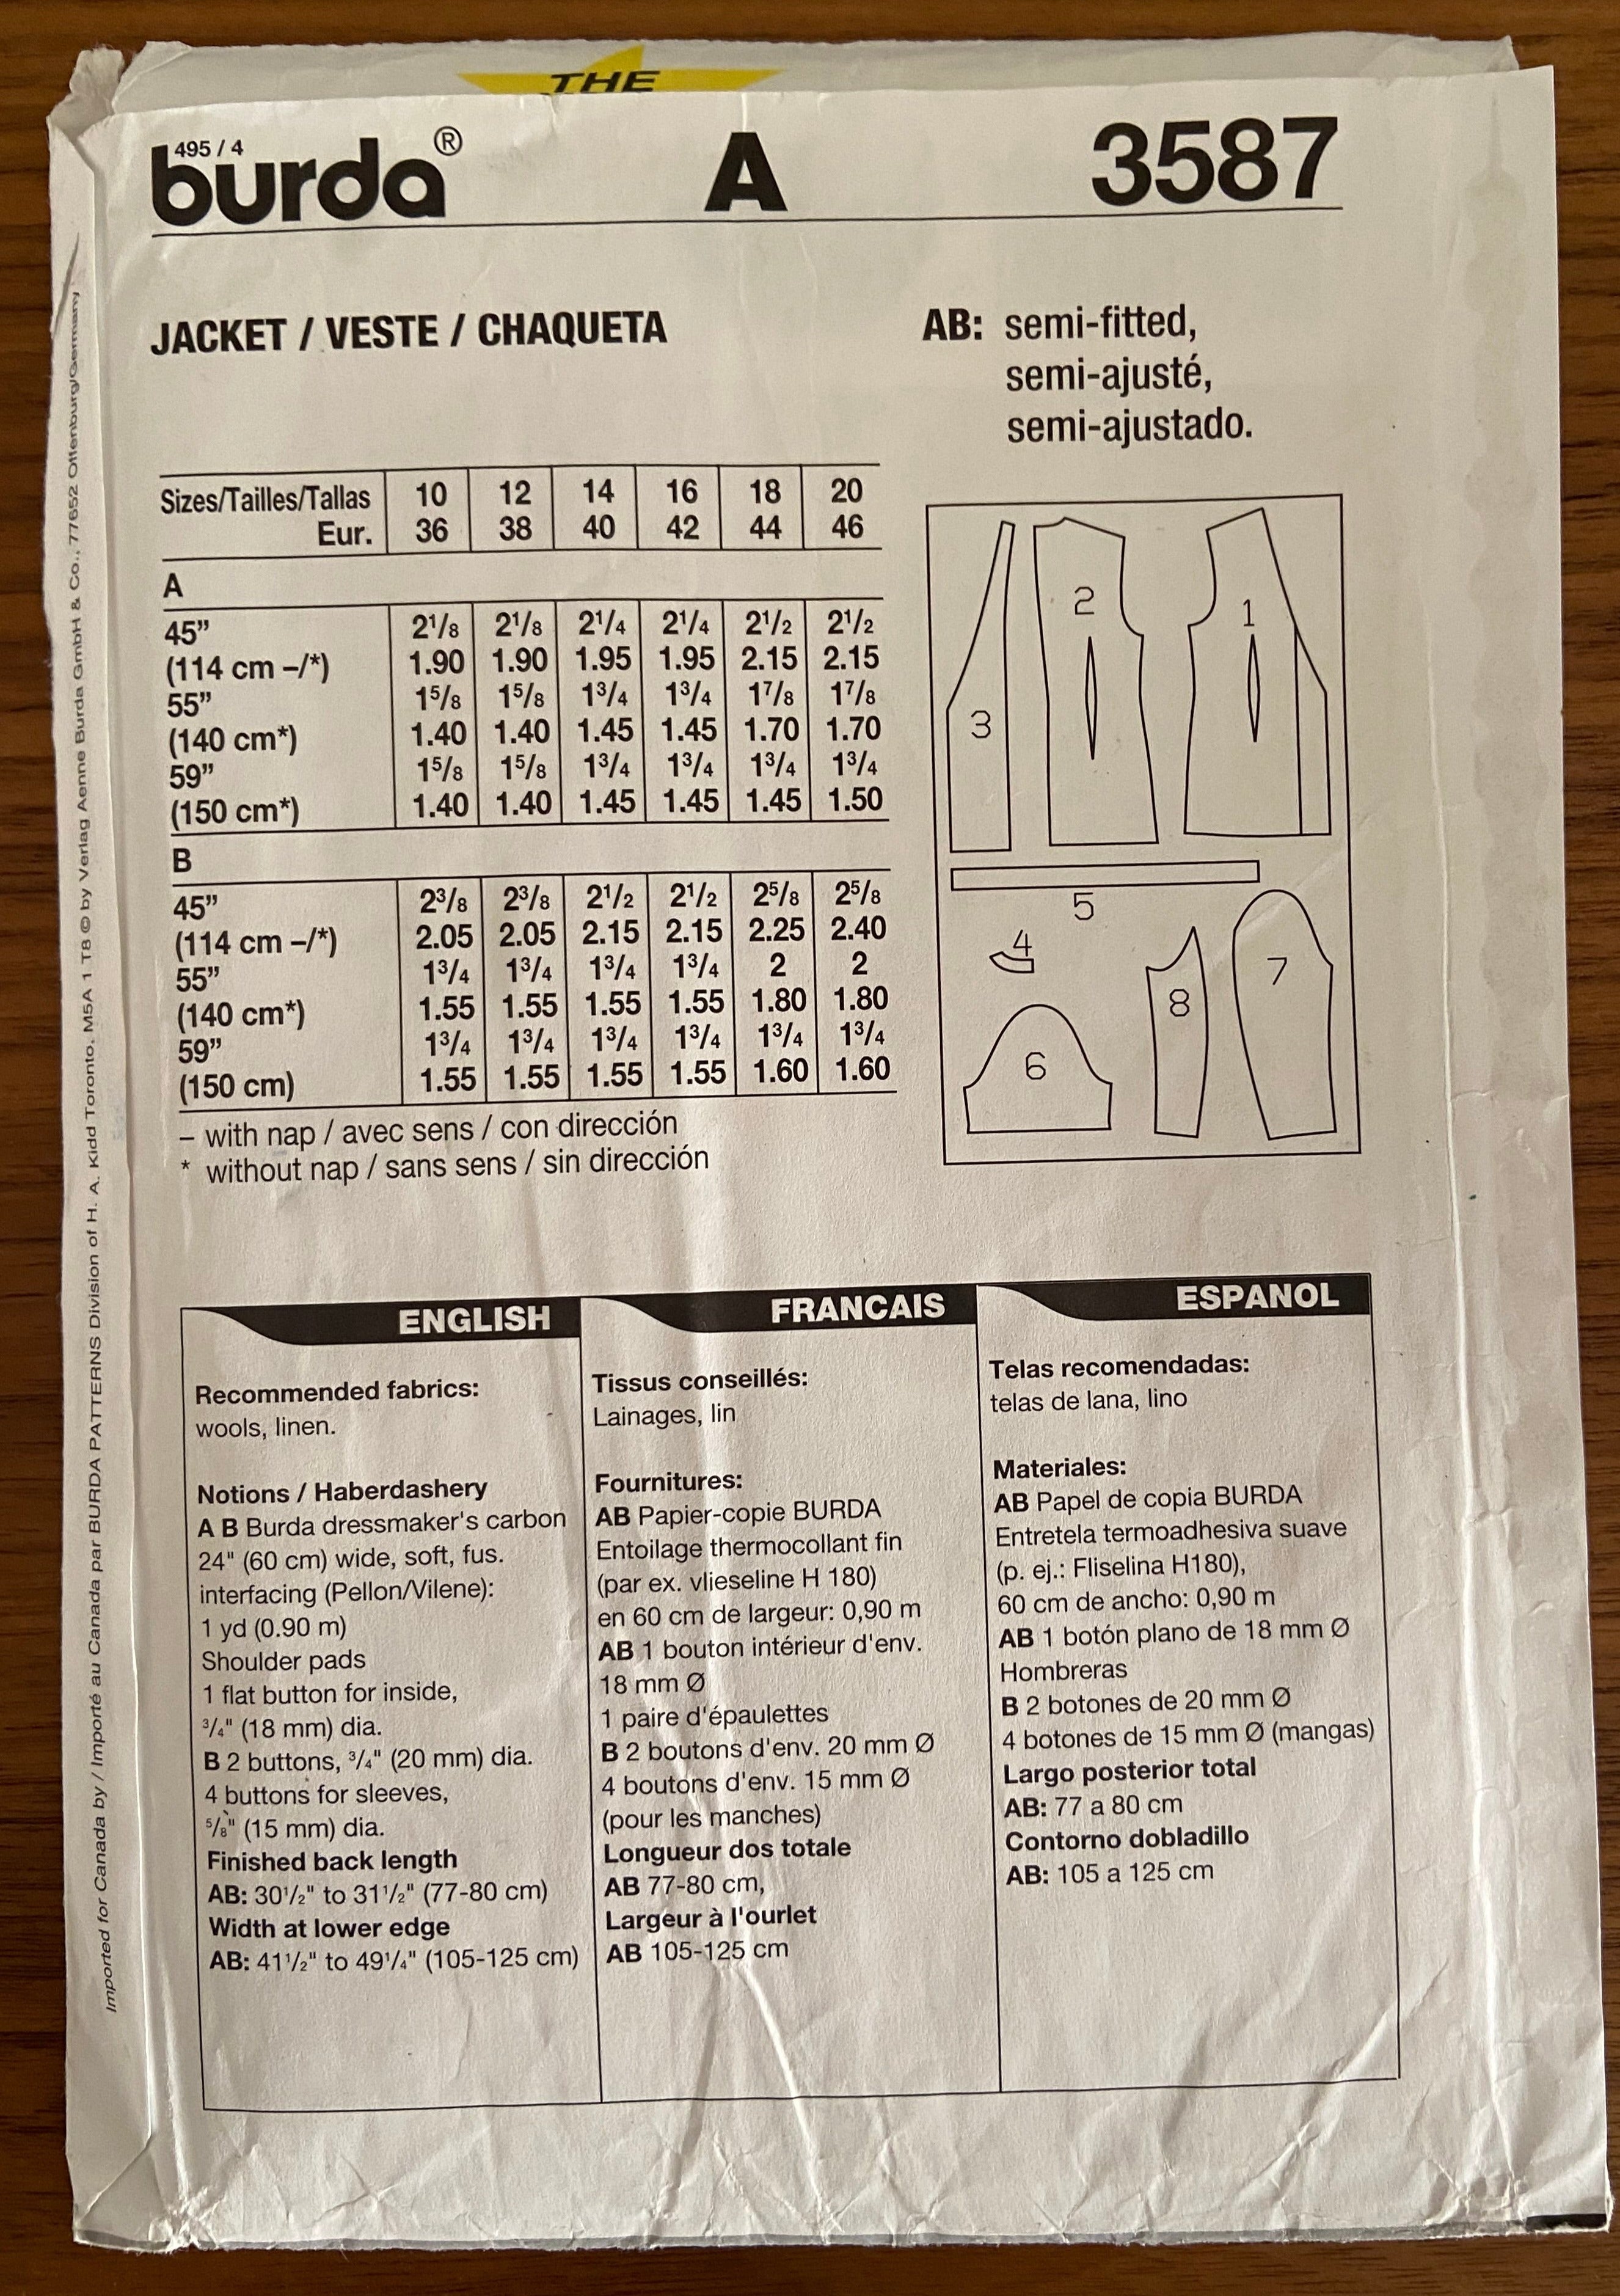 THE
495 / 4
burda® A 3587
JACKET / VESTE / CHAQUETA
AB: semi-fitted,
semi-ajusté,
semi-ajustado.
Sizes/Tailles/Tallas 10 12 14 16 18 20
Eur. 36 38 40 42 44 46
A
45” 2¹/₈ 2¹/₈ 2¹/₄ 2¹/₄ 2¹/₂ 2¹/₂
(114 cm –/*) 1.90 1.90 1.95 1.95 2.15 2.15
55” 1⁵/₈ 1⁵/₈ 1³/₄ 1³/₄ 1⁷/₈ 1⁷/₈
(140 cm*) 1.40 1.40 1.45 1.45 1.70 1.70
59” 1⁵/₈ 1⁵/₈ 1³/₄ 1³/₄ 1³/₄ 1³/₄
(150 cm*) 1.40 1.40 1.45 1.45 1.45 1.50
B
45” 2³/₈ 2³/₈ 2¹/₂ 2¹/₂ 2⁵/₈ 2⁵/₈
(114 cm –/*) 2.05 2.05 2.15 2.15 2.25 2.40
55” 1³/₄ 1³/₄ 1³/₄ 1³/₄ 2 2
(140 cm*) 1.55 1.55 1.55 1.55 1.80 1.80
59” 1³/₄ 1³/₄ 1³/₄ 1³/₄ 1³/₄ 1³/₄
(150 cm) 1.55 1.55 1.55 1.55 1.60 1.60
– with nap / avec sens / con dirección
* without nap / sans sens / sin dirección
3 2 1
5
4 8 7
6
ENGLISH
Recommended fabrics:
wools, linen.
Notions / Haberdashery
A B Burda dressmaker's carbon
24" (60 cm) wide, soft, fus.
interfacing (Pellon/Vilene):
1 yd (0.90 m)
Shoulder pads
1 flat button for inside,
³/₄" (18 mm) dia.
B 2 buttons, ³/₄" (20 mm) dia.
4 buttons for sleeves,
⁵/₈" (15 mm) dia.
Finished back length
AB: 30¹/₂" to 31¹/₂" (77-80 cm)
Width at lower edge
AB: 41¹/₂" to 49¹/₄" (105-125 cm)
FRANCAIS
Tissus conseillés:
Lainages, lin
Fournitures:
AB Papier-copie BURDA
Entoilage thermocollant fin
(par ex. vlieseline H 180)
en 60 cm de largeur: 0,90 m
AB 1 bouton intérieur d'env.
18 mm Ø
1 paire d'épaulettes
B 2 boutons d'env. 20 mm Ø
4 boutons d'env. 15 mm Ø
(pour les manches)
Longueur dos totale
AB 77-80 cm,
Largeur à l'ourlet
AB 105-125 cm
ESPANOL
Telas recomendadas:
telas de lana, lino
Materiales:
AB Papel de copia BURDA
Entretela termoadhesiva suave
(p. ej.: Fliselina H180),
60 cm de ancho: 0,90 m
AB 1 botón plano de 18 mm Ø
Hombreras
B 2 botones de 20 mm Ø
4 botones de 15 mm Ø (mangas)
Largo posterior total
AB: 77 a 80 cm
Contorno dobladillo
AB: 105 a 125 cm
Imported for Canada by / Importé au Canada par BURDA PATTERNS Division of H. A. Kidd Toronto. M5A 1 T8 © by Verlag Aenne Burda GmbH & Co., 77652 Offenburg/Germany